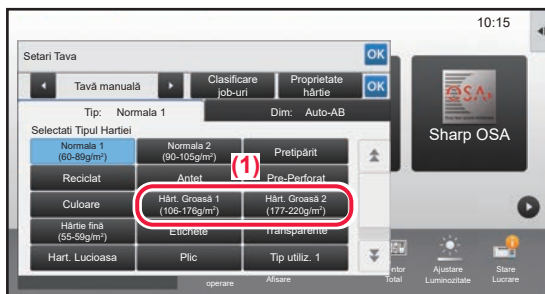 10:15
Setari Tava
OK
Tavă manuală
Clasificare job-uri
Proprietate hârtie
OK
Tip: Normala 1
Dim: Auto-AB
Selectati Tipul Hartiei
Normala 1 (60-89g/m²)
Normala 2 (90-105g/m²)
Pretipărit
Reciclat
Antet
Pre-Perforat
(1)
Culoare
Hârt. Groasă 1 (106-176g/m²)
Hârt. Groasă 2 (177-220g/m²)
Hârtie fină (55-59g/m²)
Etichete
Transparente
Hart. Lucioasa
Plic
Tip utiliz. 1
OSA
Sharp OSA
operare
Afisare
Total
Ajustare Luminozitate
Stare Lucrare